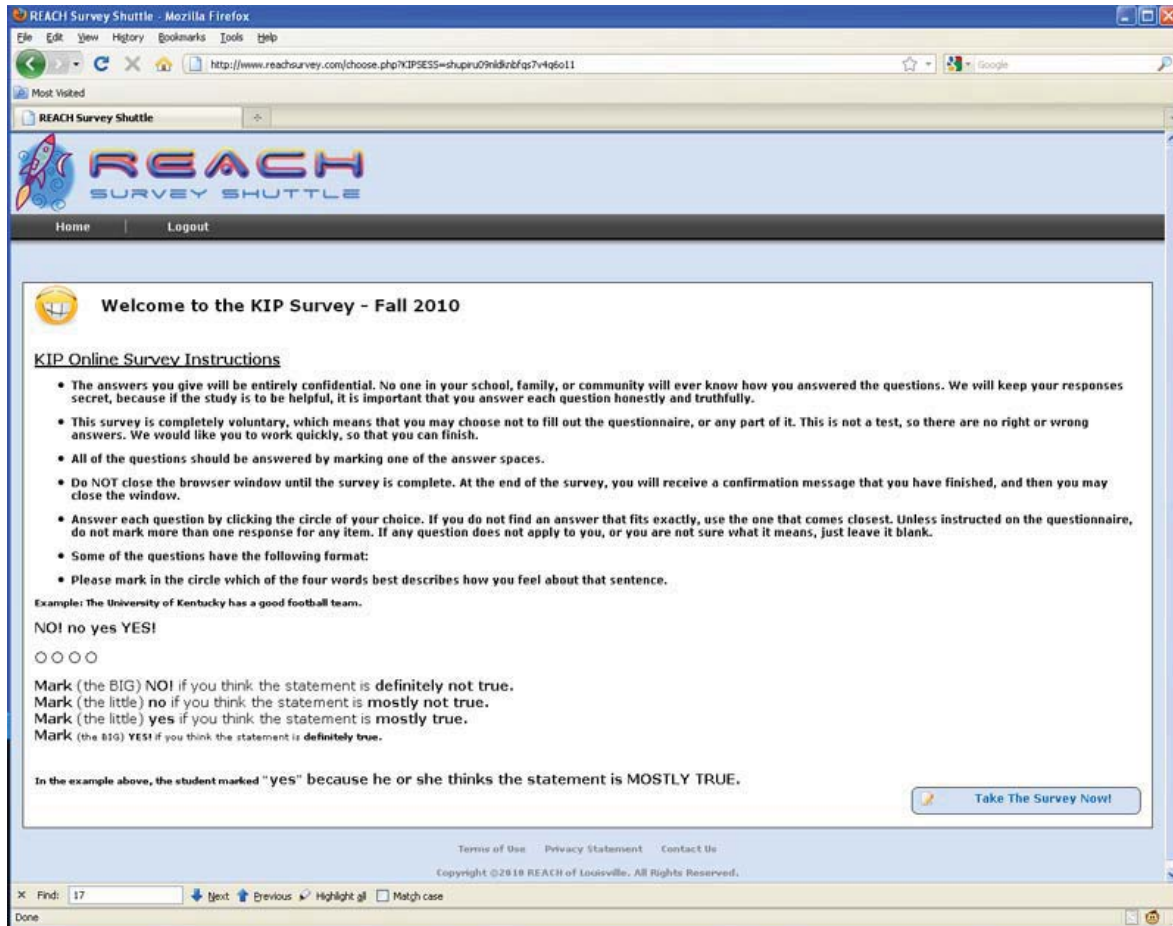 REACH Survey Shuttle - Mozilla Firefox
File Edit View History Bookmarks Tools Help
Google
Most Visited
REACH Survey Shuttle
REACH
SURVEY SHUTTLE
Home Logout
Welcome to the KIP Survey - Fall 2010
KIP Online Survey Instructions
• The answers you give will be entirely confidential. No one in your school, family, or community will ever know how you answered the questions. We will keep your responses
secret, because if the study is to be helpful, it is important that you answer each question honestly and truthfully.
• This survey is completely voluntary, which means that you may choose not to fill out the questionnaire, or any part of it. This is not a test, so there are no right or wrong
answers. We would like you to work quickly, so that you can finish.
• All of the questions should be answered by marking one of the answer spaces.
• Do NOT close the browser window until the survey is complete. At the end of the survey, you will receive a confirmation message that you have finished, and then you may
close the window.
• Answer each question by clicking the circle of your choice. If you do not find an answer that fits exactly, use the one that comes closest. Unless instructed on the questionnaire,
do not mark more than one response for any item. If any question does not apply to you, or you are not sure what it means, just leave it blank.
• Some of the questions have the following format:
• Please mark in the circle which of the four words best describes how you feel about that sentence.
Example: The University of Kentucky has a good football team.
NO! no yes YES!
Mark (the BIG) NO! if you think the statement is definitely not true.
Mark (the little) no if you think the statement is mostly not true.
Mark (the little) yes if you think the statement is mostly true.
Mark (the BIG) YES! if you think the statement is definitely true.
In the example above, the student marked "yes" because he or she thinks the statement is MOSTLY TRUE.
Take The Survey Now!
Terms of Use Privacy Statement Contact Us
Copyright ©2010 REACH of Louisville. All Rights Reserved.
Find: 17 Next Previous Highlight all Match case
Done